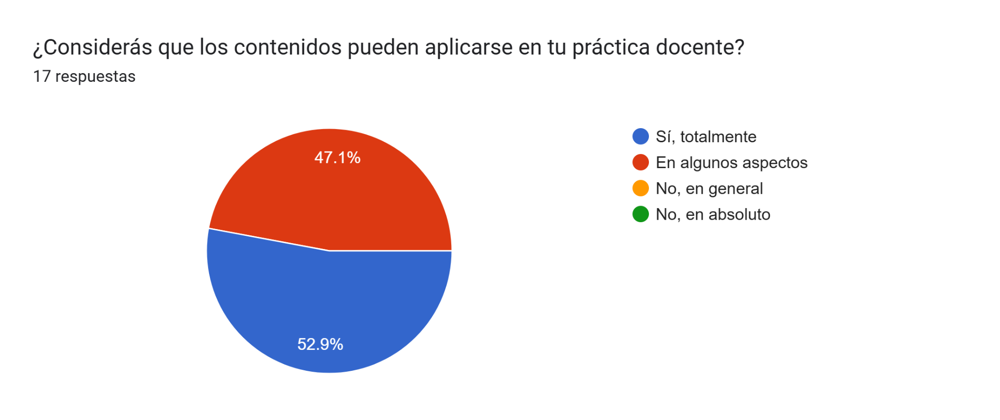 ¿Considerás que los contenidos pueden aplicarse en tu práctica docente?
17 respuestas
47.1%
52.9%
Sí, totalmente
En algunos aspectos
No, en general
No, en absoluto